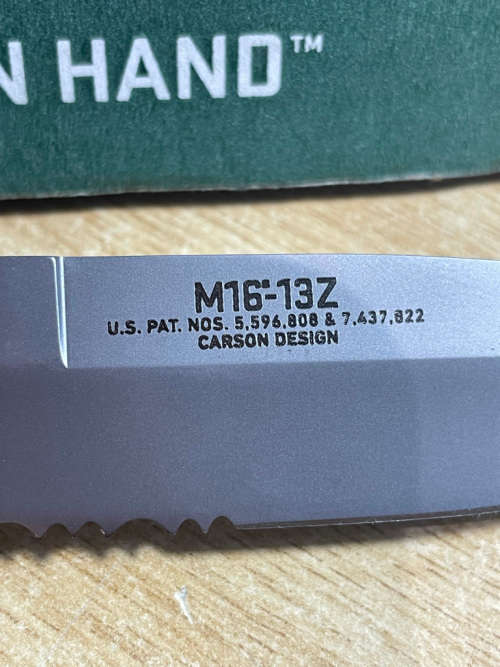 N HAND™
M16®-13Z
U.S. PAT. NOS. 5,596,808 & 7,437,822
CARSON DESIGN